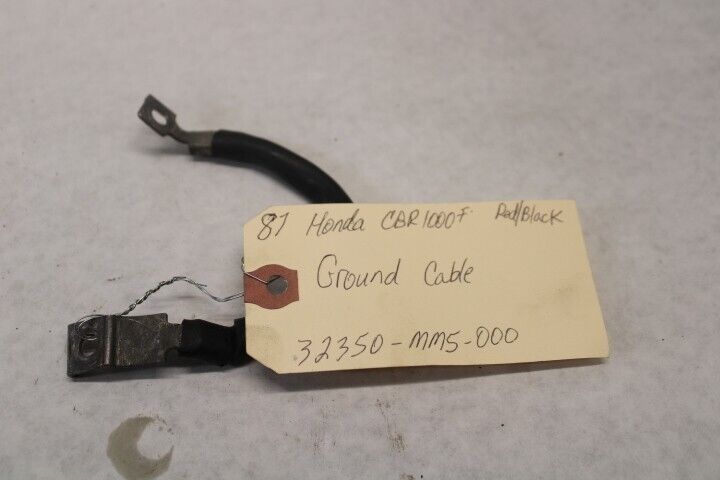 87 Honda CBR1000F Red/Black
Ground Cable
32350-MM5-000